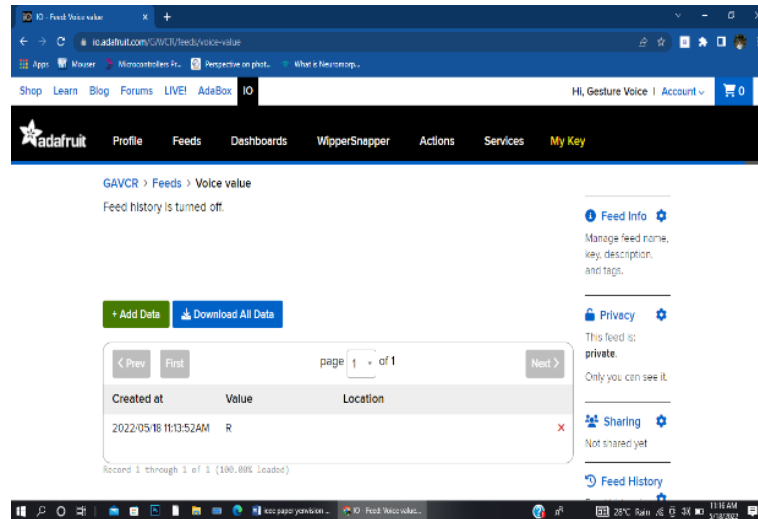 IO - Feed: Voice value
io.adafruit.com/GAVCR/feeds/voice-value
Apps Mouser Microcontrollers Pr... Perspective on phot... What is Neuromorp...
Shop Learn Blog Forums LIVE! AdaBox IO Hi, Gesture Voice | Account 0
adafruit Profile Feeds Dashboards WipperSnapper Actions Services My Key
GAVCR > Feeds > Voice value
Feed history is turned off.
Feed Info
Manage feed name,
key, description,
and tags.
+ Add Data Download All Data
Privacy
This feed is:
private.
Only you can see it.
< Prev First page 1 of 1 Next >
Created at Value Location
2022/05/18 11:13:52AM R x
Sharing
Not shared yet
Record 1 through 1 of 1 (100.00% loaded)
Feed History
IO - Feed: Voice value...
28°C Rain
11:16 AM
5/18/2022